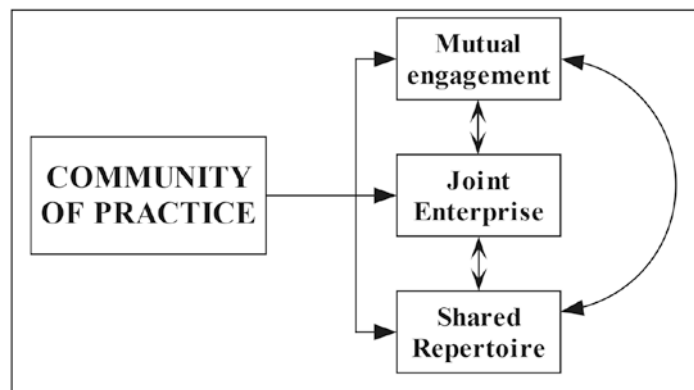 Mutual
engagement
COMMUNITY
OF PRACTICE
Joint
Enterprise
Shared
Repertoire